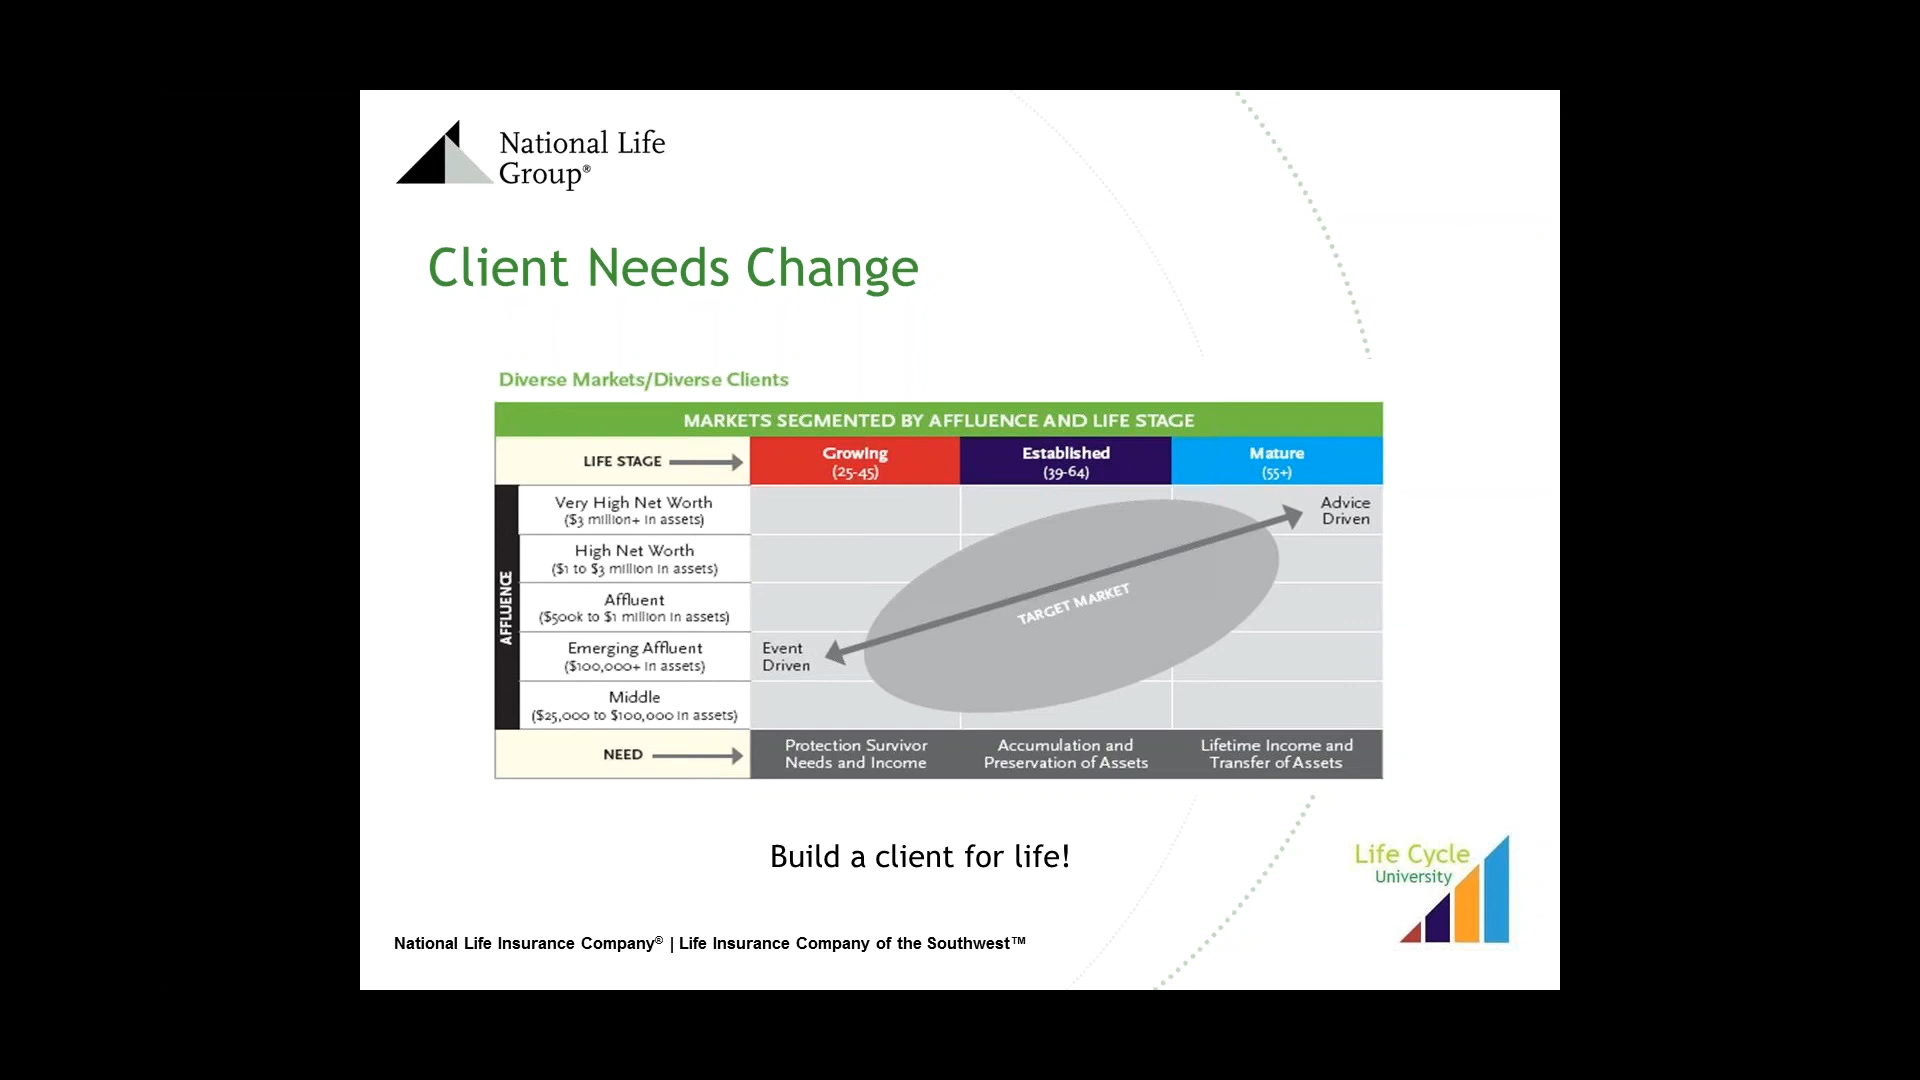 National Life
Group®
Client Needs Change
Diverse Markets/Diverse Clients
MARKETS SEGMENTED BY AFFLUENCE AND LIFE STAGE
LIFE STAGE
Growing
(25-45)
Established
(39-64)
Mature
(55+)
AFFLUENCE
Very High Net Worth
($3 million+ in assets)
High Net Worth
($1 to $3 million in assets)
Affluent
($500k to $1 million in assets)
Emerging Affluent
($100,000+ in assets)
Middle
($25,000 to $100,000 in assets)
Advice
Driven
TARGET MARKET
Event
Driven
NEED
Protection Survivor
Needs and Income
Accumulation and
Preservation of Assets
Lifetime Income and
Transfer of Assets
Build a client for life!
Life Cycle
University
National Life Insurance Company® | Life Insurance Company of the Southwest™